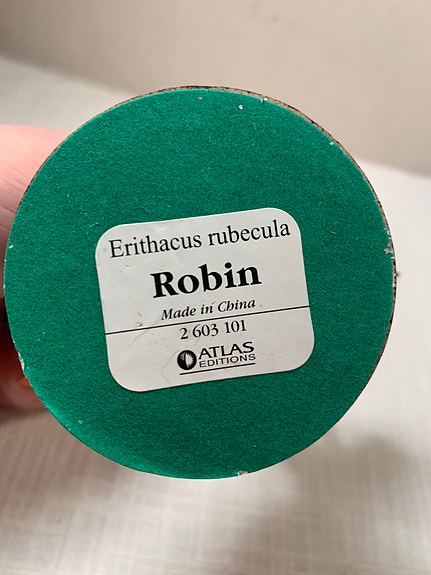 Erithacus rubecula
Robin
Made in China
2 603 101
ATLAS
EDITIONS